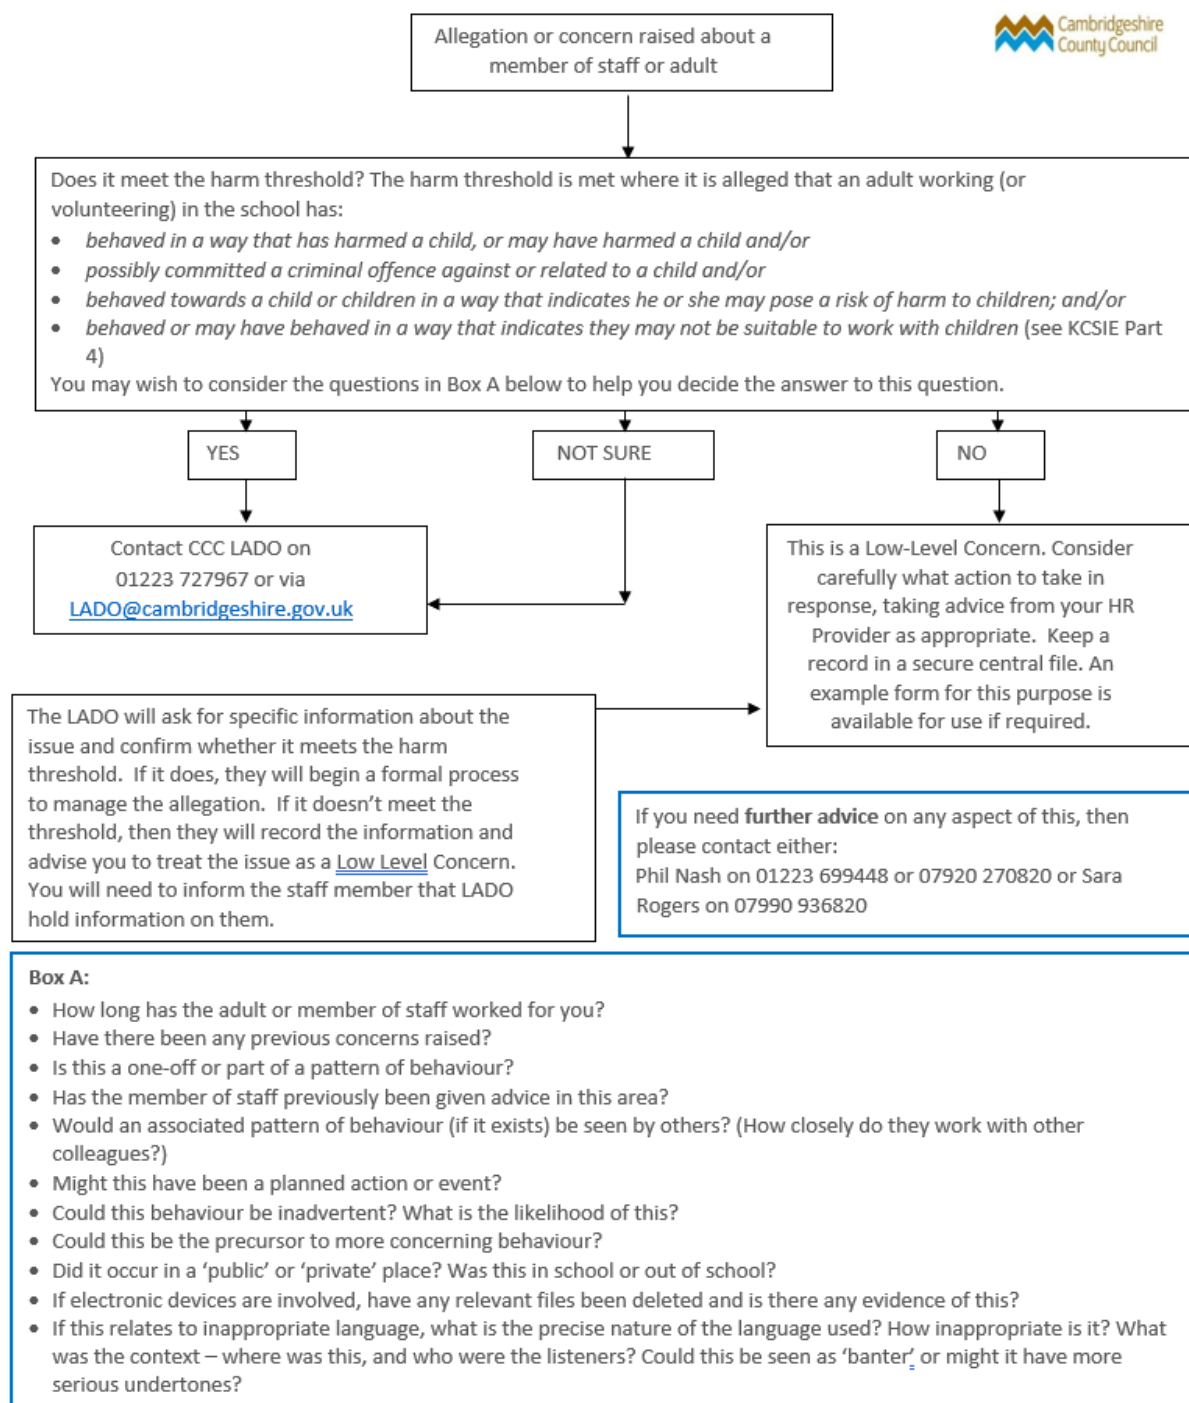 Allegation or concern raised about a
member of staff or adult
Cambridgeshire
County Council
Does it meet the harm threshold? The harm threshold is met where it is alleged that an adult working (or
volunteering) in the school has:
• behaved in a way that has harmed a child, or may have harmed a child and/or
• possibly committed a criminal offence against or related to a child and/or
• behaved towards a child or children in a way that indicates he or she may pose a risk of harm to children; and/or
• behaved or may have behaved in a way that indicates they may not be suitable to work with children (see KCSIE Part
4)
You may wish to consider the questions in Box A below to help you decide the answer to this question.
YES
NOT SURE
NO
Contact CCC LADO on
01223 727967 or via
LADO@cambridgeshire.gov.uk
This is a Low-Level Concern. Consider
carefully what action to take in
response, taking advice from your HR
Provider as appropriate. Keep a
record in a secure central file. An
example form for this purpose is
available for use if required.
The LADO will ask for specific information about the
issue and confirm whether it meets the harm
threshold. If it does, they will begin a formal process
to manage the allegation. If it doesn't meet the
threshold, then they will record the information and
advise you to treat the issue as a Low Level Concern.
You will need to inform the staff member that LADO
hold information on them.
If you need further advice on any aspect of this, then
please contact either:
Phil Nash on 01223 699448 or 07920 270820 or Sara
Rogers on 07990 936820
Box A:
• How long has the adult or member of staff worked for you?
• Have there been any previous concerns raised?
• Is this a one-off or part of a pattern of behaviour?
• Has the member of staff previously been given advice in this area?
• Would an associated pattern of behaviour (if it exists) be seen by others? (How closely do they work with other
colleagues?)
• Might this have been a planned action or event?
• Could this behaviour be inadvertent? What is the likelihood of this?
• Could this be the precursor to more concerning behaviour?
• Did it occur in a 'public' or 'private' place? Was this in school or out of school?
• If electronic devices are involved, have any relevant files been deleted and is there any evidence of this?
• If this relates to inappropriate language, what is the precise nature of the language used? How inappropriate is it? What
was the context – where was this, and who were the listeners? Could this be seen as 'banter' or might it have more
serious undertones?